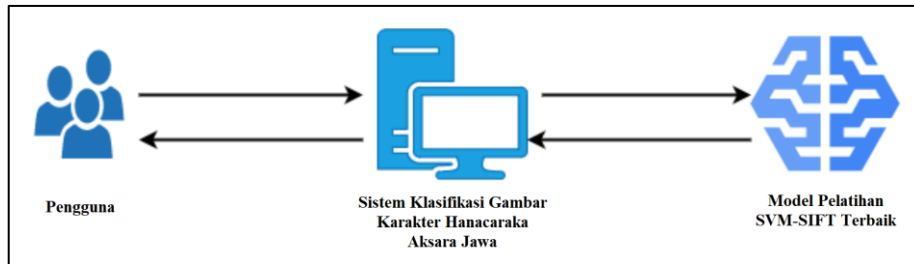 Pengguna
Sistem Klasifikasi Gambar
Karakter Hanacaraka
Aksara Jawa
Model Pelatihan
SVM-SIFT Terbaik